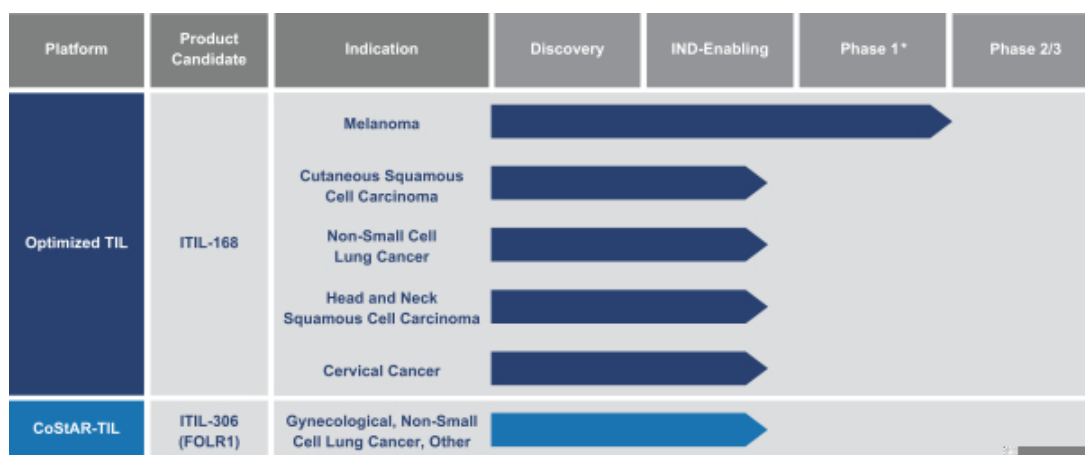 Platform
Product
Candidate
Indication
Discovery
IND-Enabling
Phase 1*
Phase 2/3
Optimized TIL
ITIL-168
Melanoma
Cutaneous Squamous
Cell Carcinoma
Non-Small Cell
Lung Cancer
Head and Neck
Squamous Cell Carcinoma
Cervical Cancer
CoStAR-TIL
ITIL-306
(FOLR1)
Gynecological, Non-Small
Cell Lung Cancer, Other